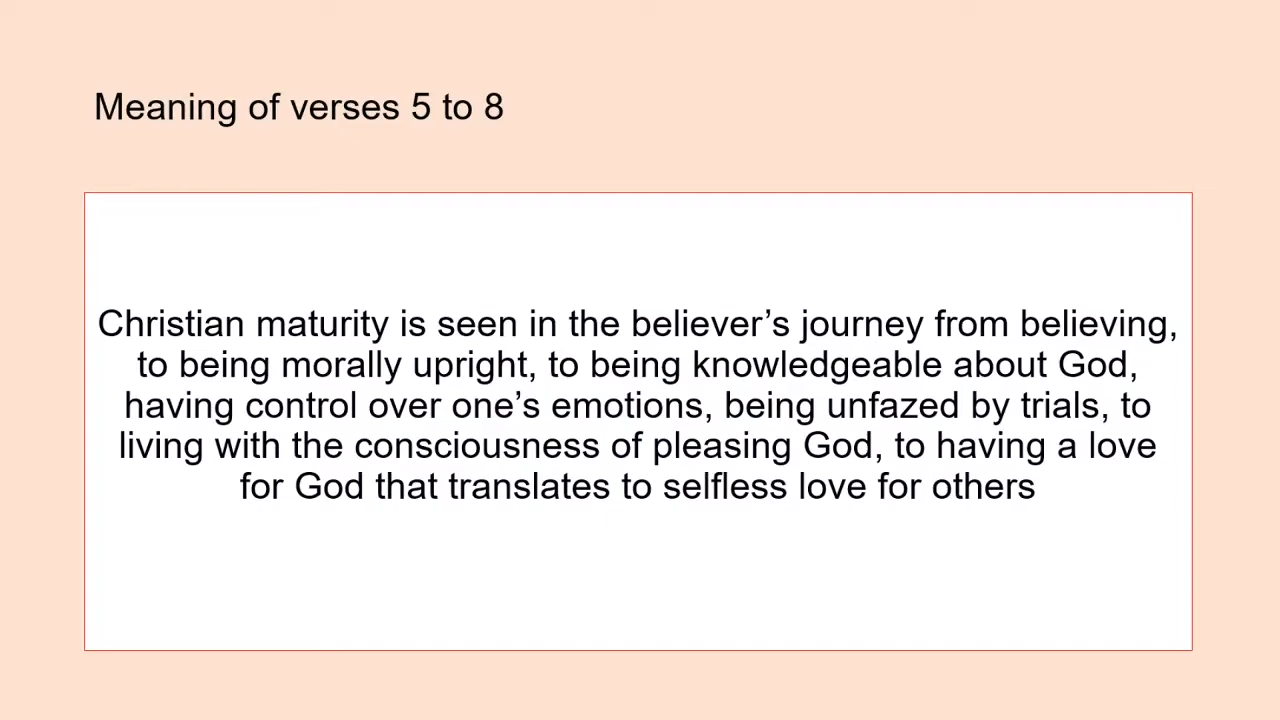 Meaning of verses 5 to 8
Christian maturity is seen in the believer’s journey from believing,
to being morally upright, to being knowledgeable about God,
having control over one’s emotions, being unfazed by trials, to
living with the consciousness of pleasing God, to having a love
for God that translates to selfless love for others